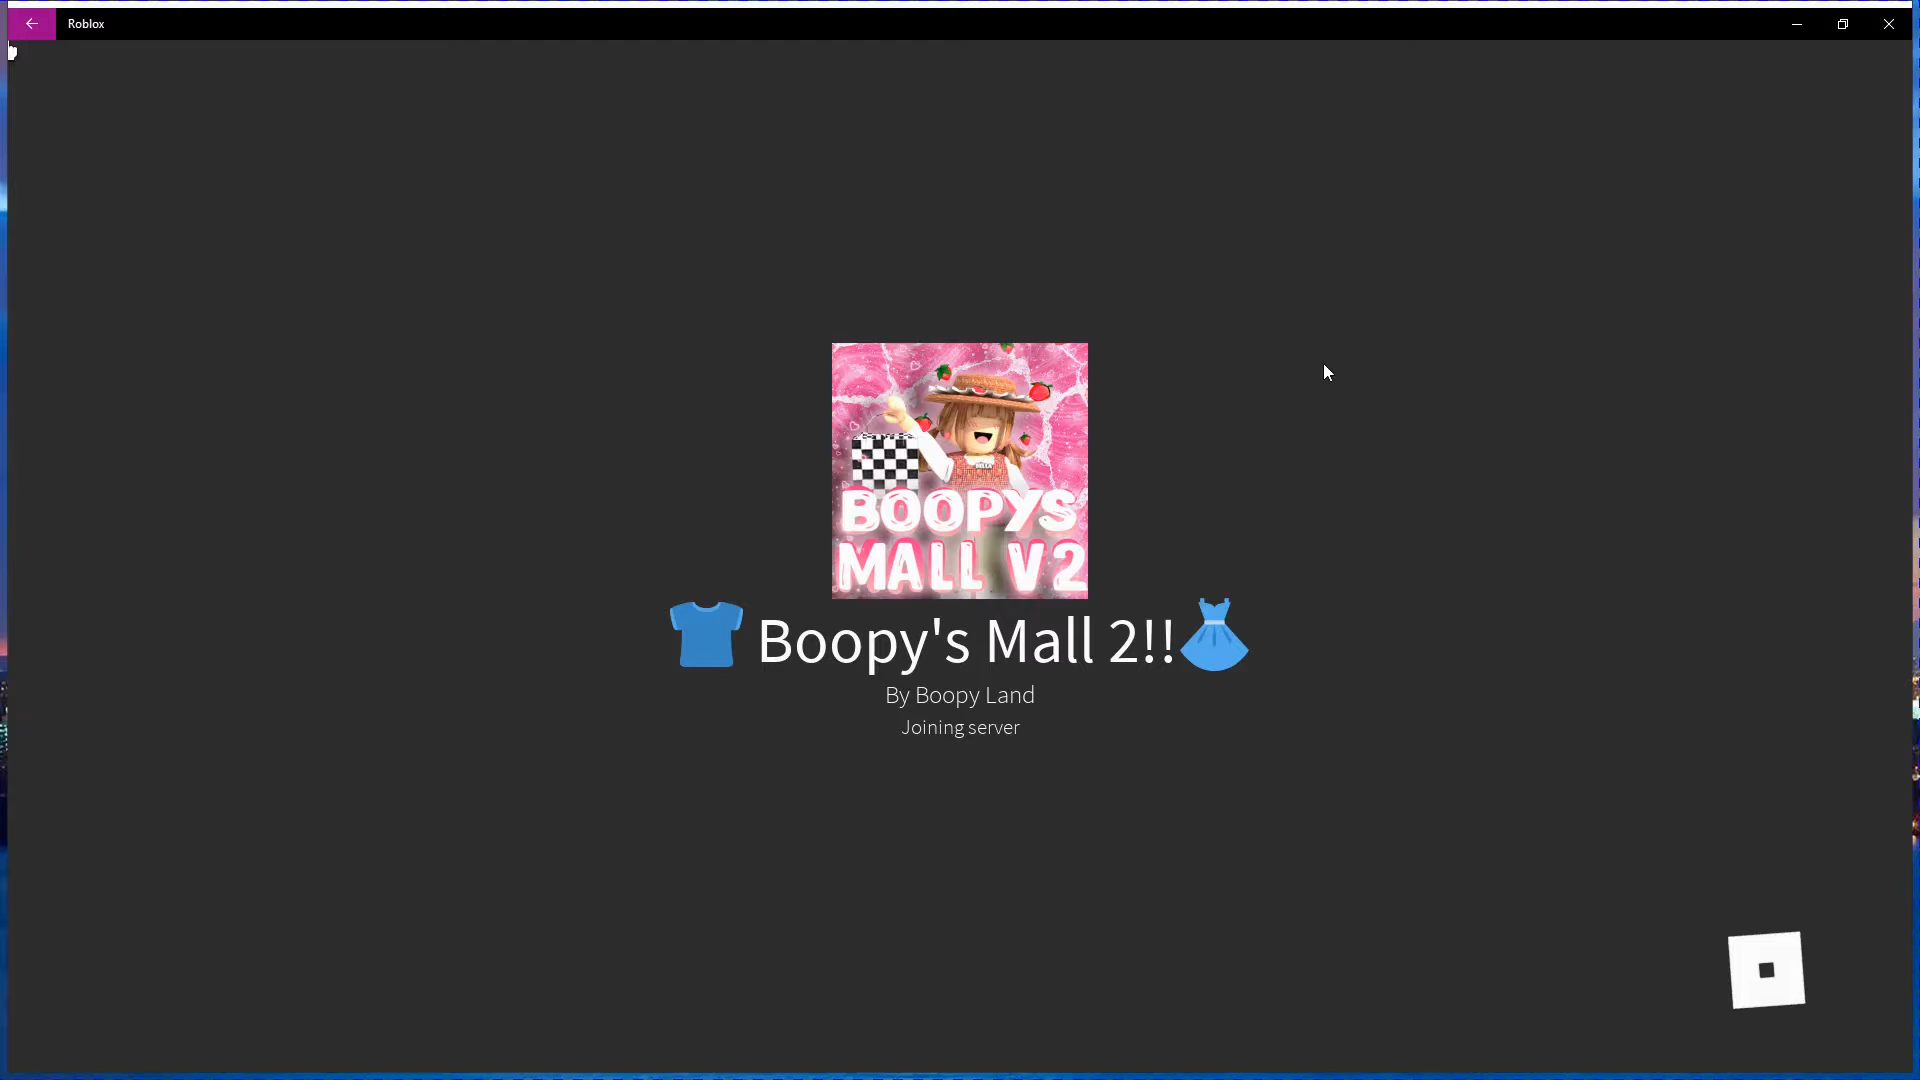 Roblox
BOOPYS
MALL V2
Boopy's Mall 2!!
By Boopy Land
Joining server